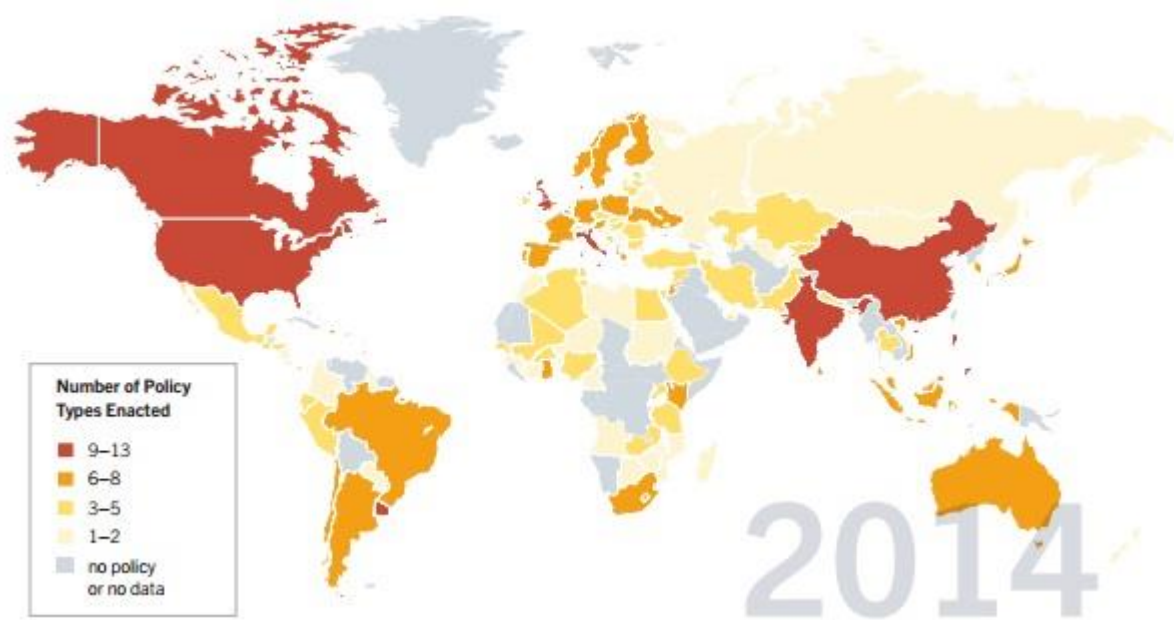 Number of Policy
Types Enacted
9–13
6–8
3–5
1–2
no policy
or no data
2014